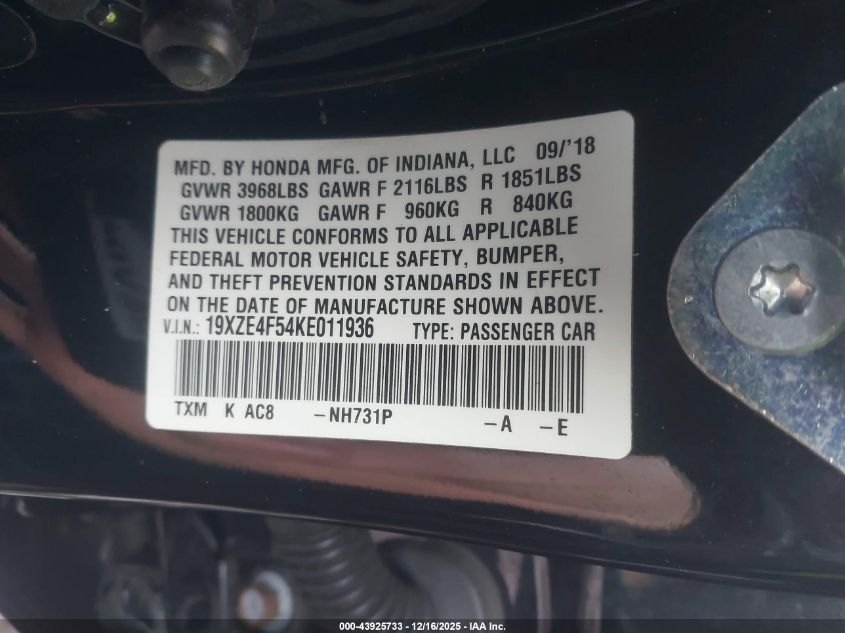 MFD. BY HONDA MFG. OF INDIANA, LLC 09/'18
GVWR 3968LBS GAWR F 2116LBS R 1851LBS
GVWR 1800KG GAWR F 960KG R 840KG
THIS VEHICLE CONFORMS TO ALL APPLICABLE
FEDERAL MOTOR VEHICLE SAFETY, BUMPER,
AND THEFT PREVENTION STANDARDS IN EFFECT
ON THE DATE OF MANUFACTURE SHOWN ABOVE.
V.I.N.: 19XZE4F54KE011936 TYPE: PASSENGER CAR
TXM K AC8 -NH731P -A -E
000-43925733 - 12/16/2025 - IAA Inc.